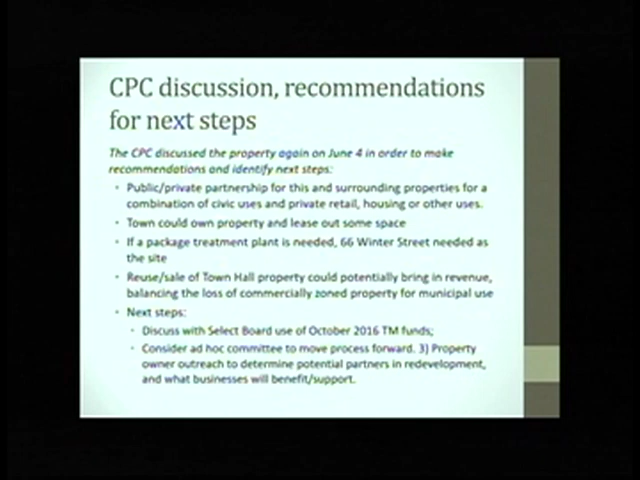 CPC discussion, recommendations
for next steps
The CPC discussed the property again on June 4 in order to make
recommendations and identify next steps:
• Public/private partnership for this and surrounding properties for a
combination of civic uses and private retail, housing or other uses.
• Town could own property and lease out some space
• If a package treatment plant is needed, 66 Winter Street needed as
the site
• Reuse/sale of Town Hall property could potentially bring in revenue,
balancing the loss of commercially zoned property for municipal use
• Next steps:
• Discuss with Select Board use of October 2016 TM funds;
• Consider ad hoc committee to move process forward. 3) Property
owner outreach to determine potential partners in redevelopment,
and what businesses will benefit/support.